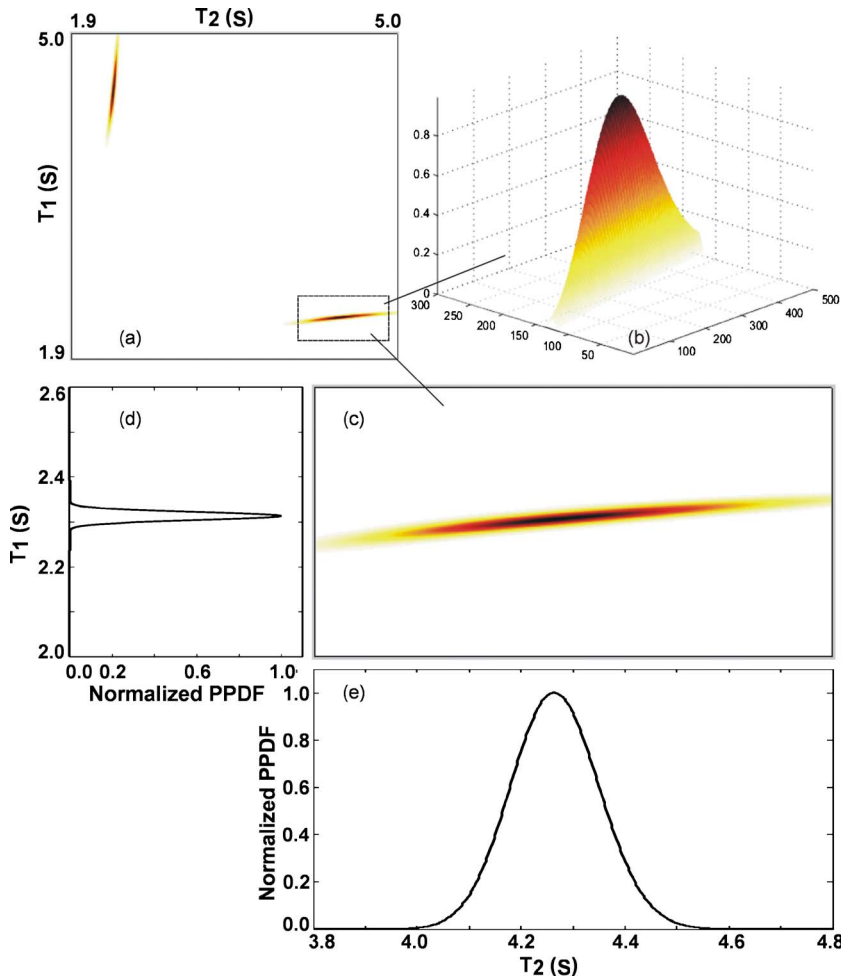 1.9 T2 (S) 5.0
5.0
T1 (S)
1.9
(a)
0.8
0.6
0.4
0.2
0
300
250
200
150
100
50
100
200
300
400
500
(b)
2.6
2.4
2.2
2.0
T1 (S)
(d)
0.0 0.2 0.6 1.0
Normalized PPDF
(c)
(e)
1.0
0.8
0.6
0.4
0.2
0.0
Normalized PPDF
3.8 4.0 4.2 4.4 4.6 4.8
T2 (S)